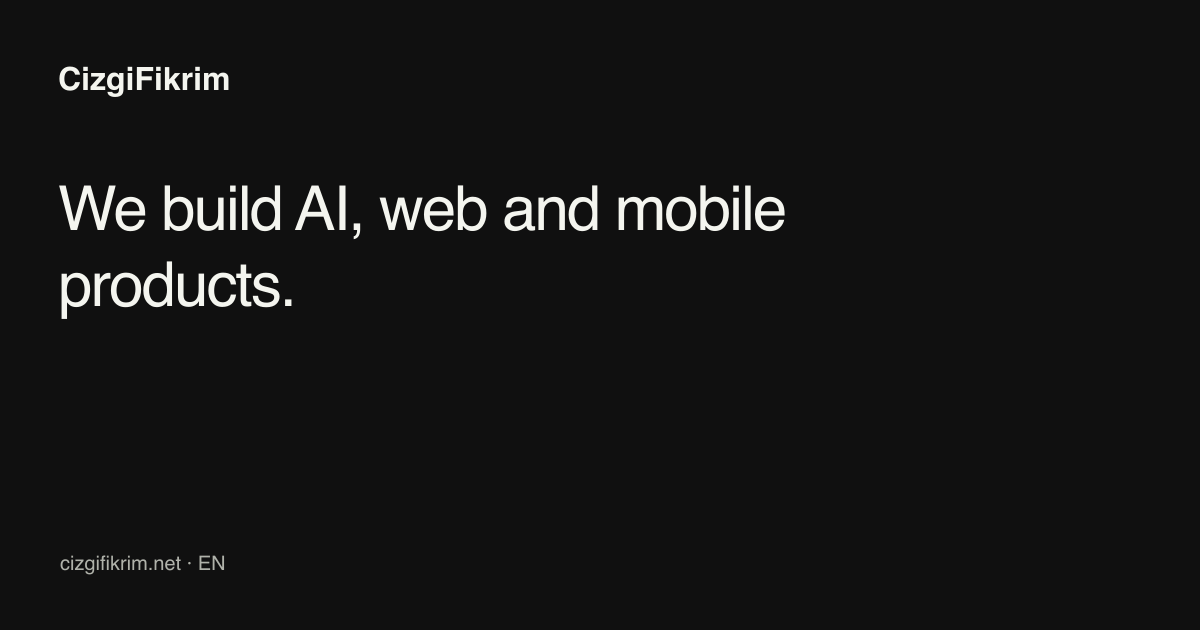 CizgiFikrim
We build AI, web and mobile
products.
cizgifikrim.net · EN